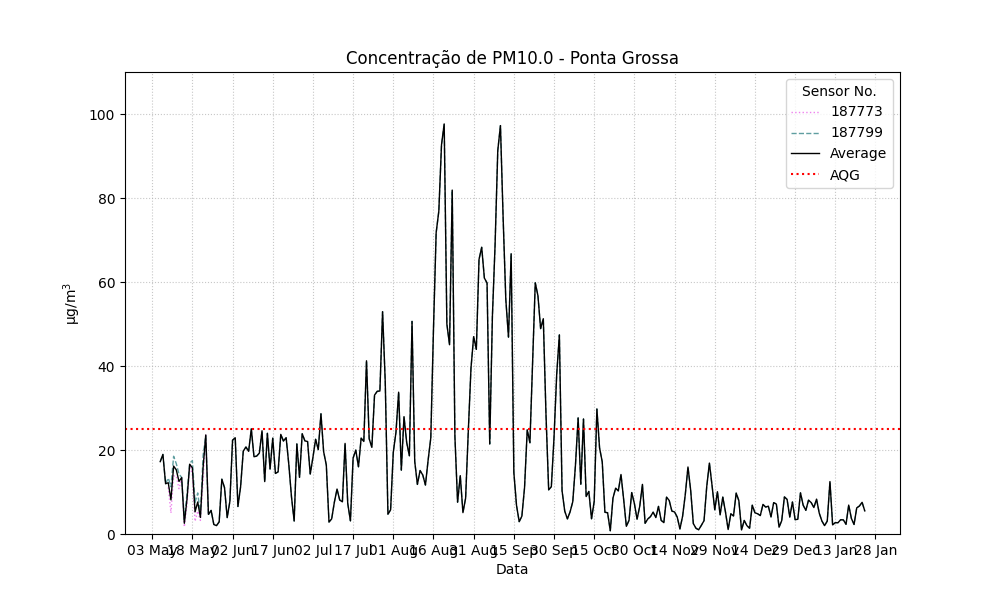 Concentração de PM10.0 - Ponta Grossa
Sensor No.
187773
187799
Average
AQG
100
80
60
40
20
0
µg/m³
03 May 18 May 02 Jun 17 Jun 02 Jul 17 Jul 01 Aug 16 Aug 31 Aug 15 Sep 30 Sep 15 Oct 30 Oct 14 Nov 29 Nov 14 Dec 29 Dec 13 Jan 28 Jan
Data